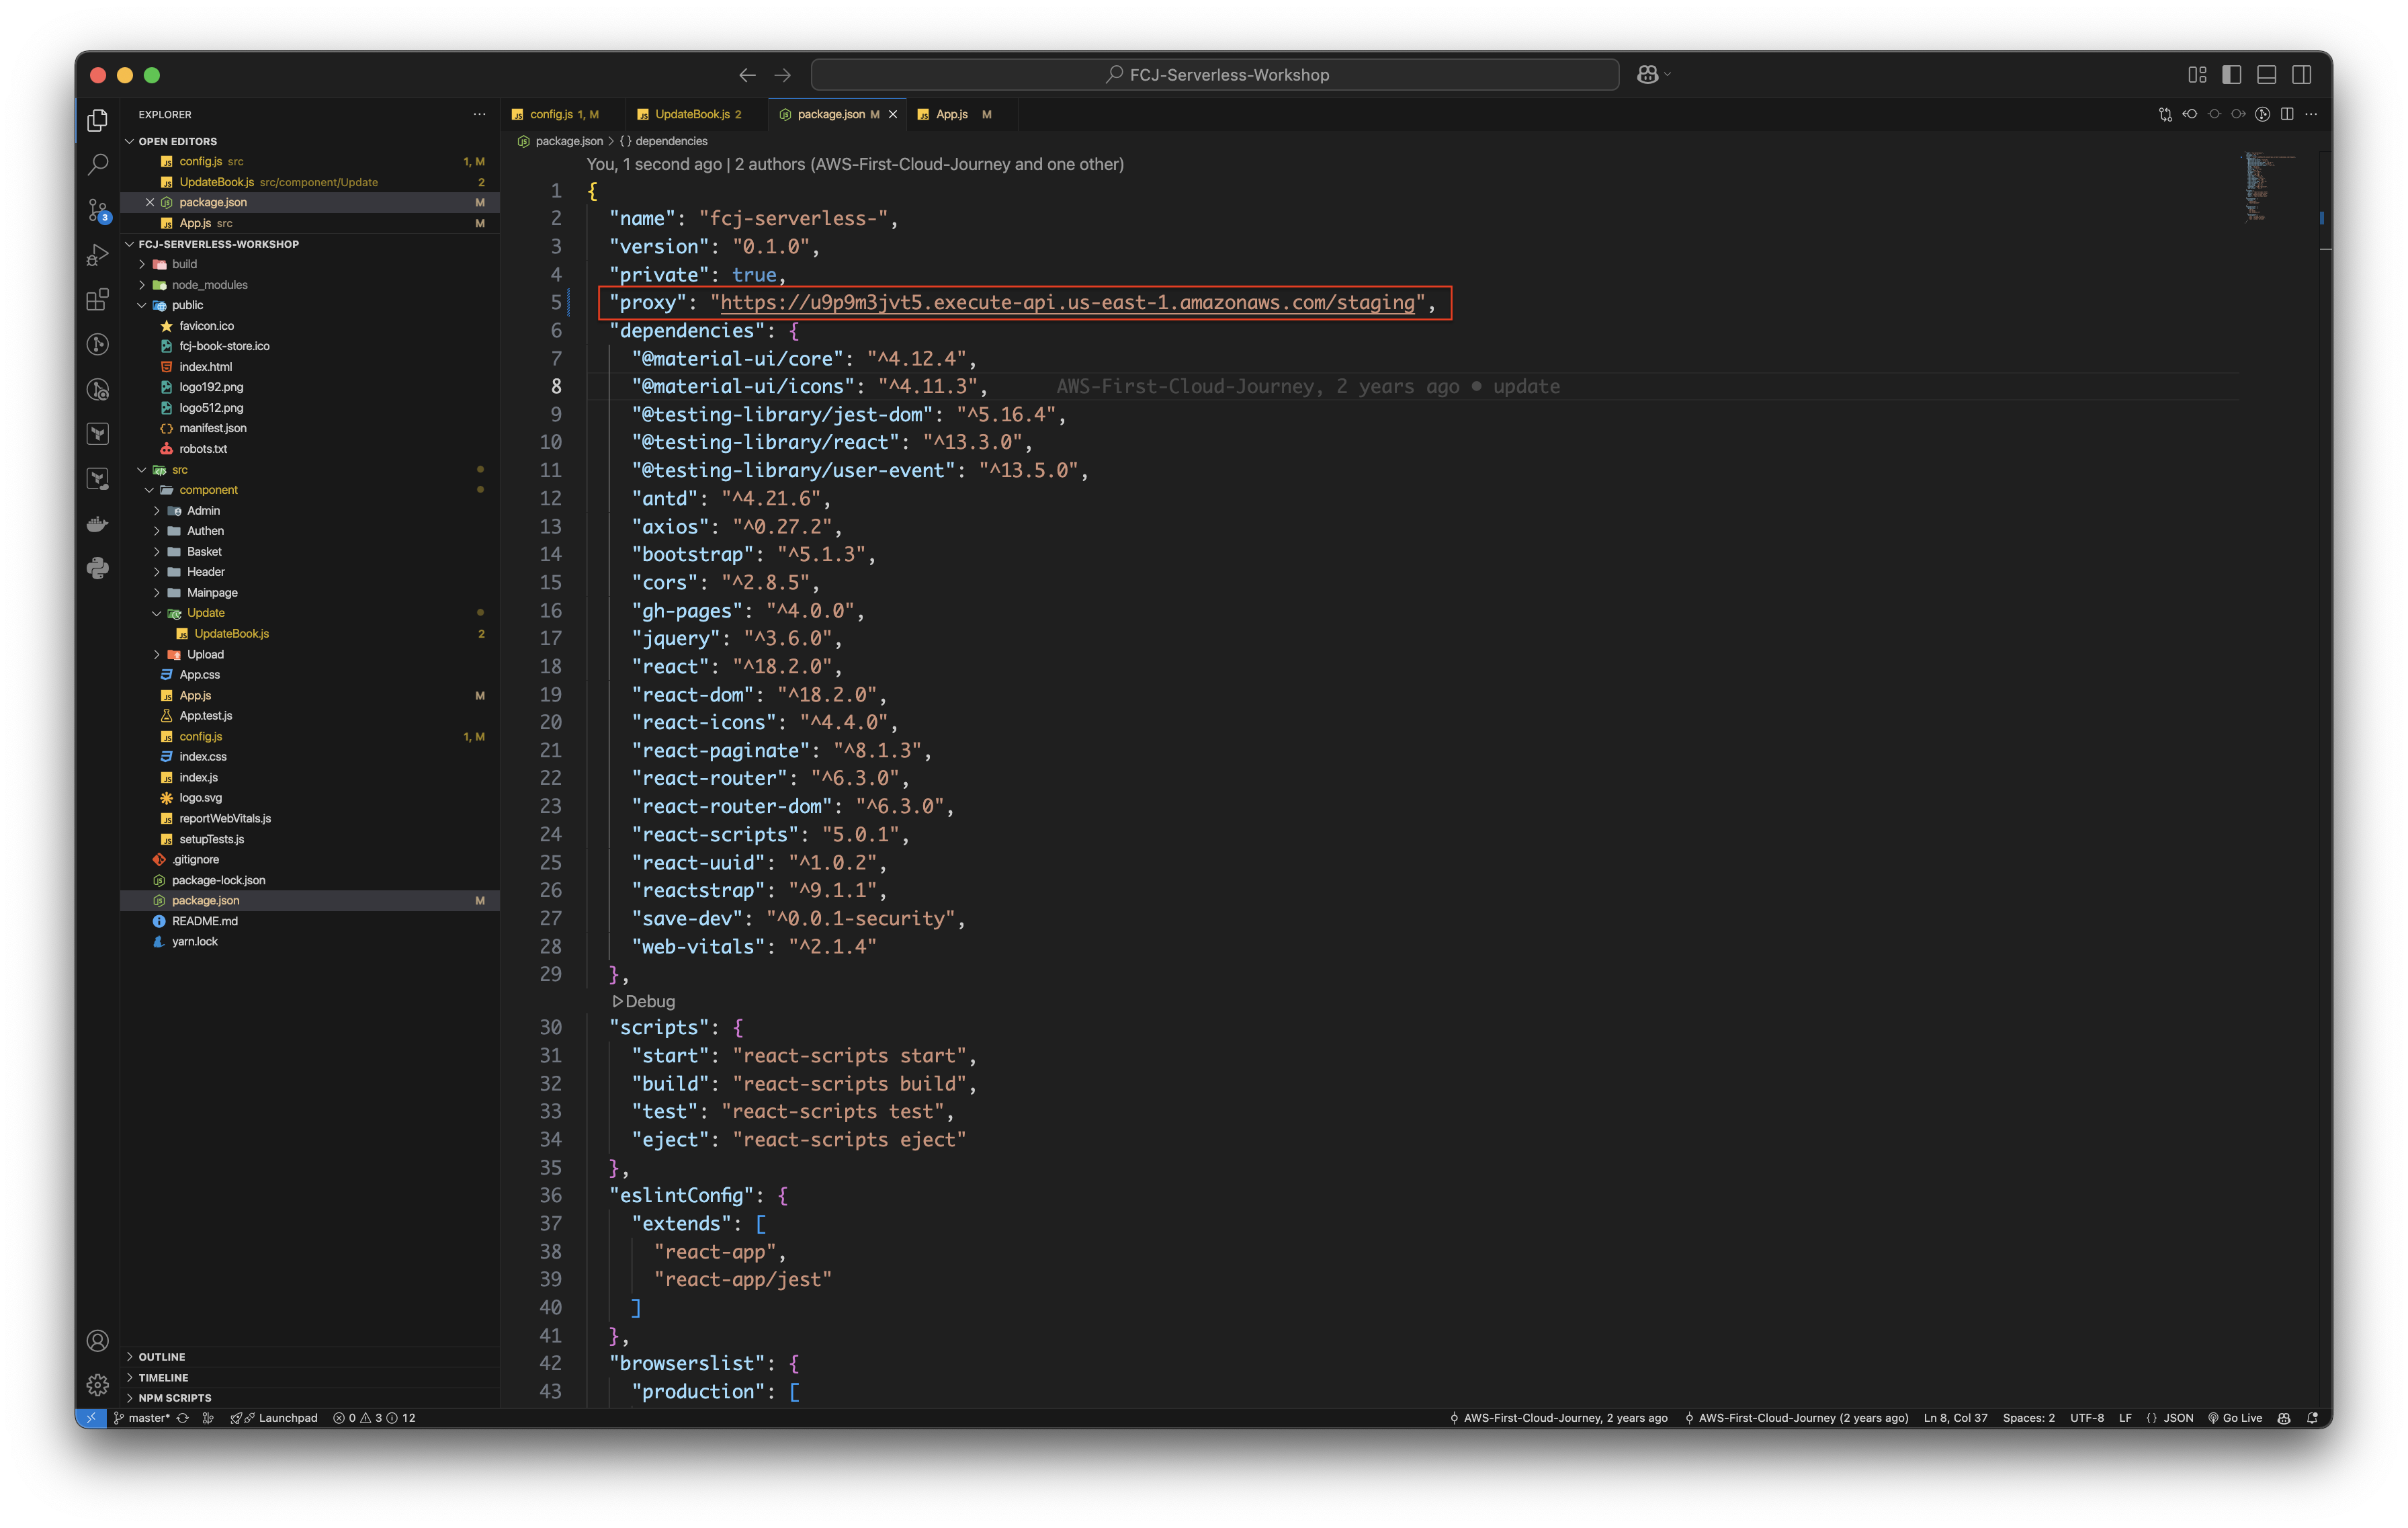 FCJ-Serverless-Workshop
EXPLORER
OPEN EDITORS
config.js src 1, M
UpdateBook.js src/component/Update 2
package.json M
App.js src M
FCJ-SERVERLESS-WORKSHOP
build
node_modules
public
favicon.ico
fcj-book-store.ico
index.html
logo192.png
logo512.png
manifest.json
robots.txt
src
component
Admin
Authen
Basket
Header
Mainpage
Update
UpdateBook.js 2
Upload
App.css
App.js M
App.test.js
config.js 1, M
index.css
index.js
logo.svg
reportWebVitals.js
setupTests.js
.gitignore
package-lock.json
package.json M
README.md
yarn.lock
OUTLINE
TIMELINE
NPM SCRIPTS
3
config.js 1, M UpdateBook.js 2 package.json M App.js M
package.json > {} dependencies
You, 1 second ago | 2 authors (AWS-First-Cloud-Journey and one other)
1 {
2 "name": "fcj-serverless-",
3 "version": "0.1.0",
4 "private": true,
5 "proxy": "https://u9p9m3jvt5.execute-api.us-east-1.amazonaws.com/staging",
6 "dependencies": {
7 "@material-ui/core": "^4.12.4",
8 "@material-ui/icons": "^4.11.3", AWS-First-Cloud-Journey, 2 years ago • update
9 "@testing-library/jest-dom": "^5.16.4",
10 "@testing-library/react": "^13.3.0",
11 "@testing-library/user-event": "^13.5.0",
12 "antd": "^4.21.6",
13 "axios": "^0.27.2",
14 "bootstrap": "^5.1.3",
15 "cors": "^2.8.5",
16 "gh-pages": "^4.0.0",
17 "jquery": "^3.6.0",
18 "react": "^18.2.0",
19 "react-dom": "^18.2.0",
20 "react-icons": "^4.4.0",
21 "react-paginate": "^8.1.3",
22 "react-router": "^6.3.0",
23 "react-router-dom": "^6.3.0",
24 "react-scripts": "5.0.1",
25 "react-uuid": "^1.0.2",
26 "reactstrap": "^9.1.1",
27 "save-dev": "^0.0.1-security",
28 "web-vitals": "^2.1.4"
29 },
Debug
30 "scripts": {
31 "start": "react-scripts start",
32 "build": "react-scripts build",
33 "test": "react-scripts test",
34 "eject": "react-scripts eject"
35 },
36 "eslintConfig": {
37 "extends": [
38 "react-app",
39 "react-app/jest"
40 ]
41 },
42 "browserslist": {
43 "production": [
master* Launchpad 0 3 12 AWS-First-Cloud-Journey, 2 years ago AWS-First-Cloud-Journey (2 years ago) Ln 8, Col 37 Spaces: 2 UTF-8 LF {} JSON Go Live